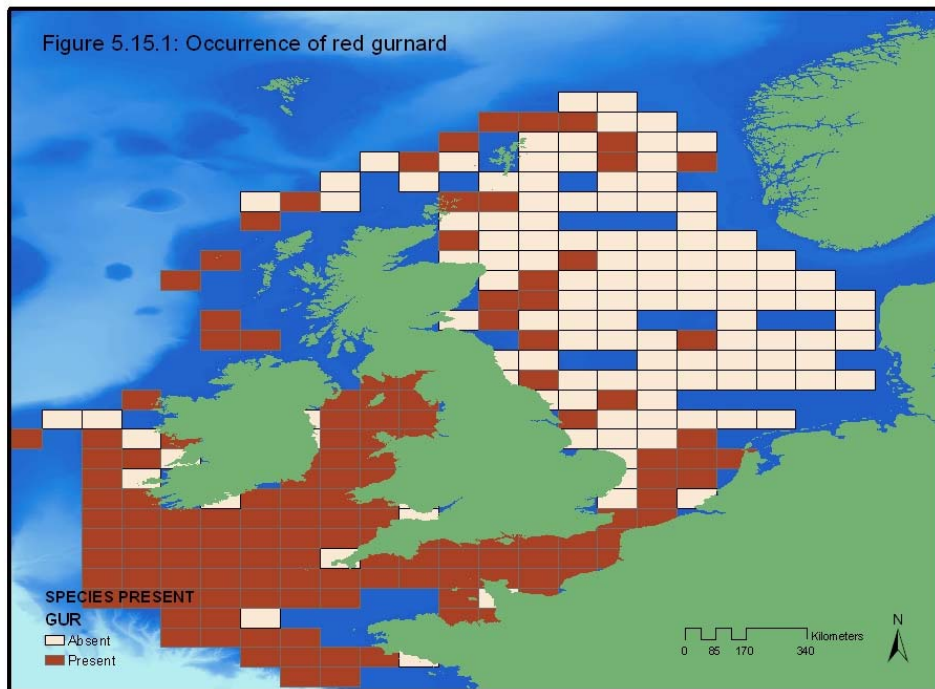 Figure 5.15.1: Occurrence of red gurnard
SPECIES PRESENT
GUR
Absent
Present
N
Kilometers
0 85 170 340